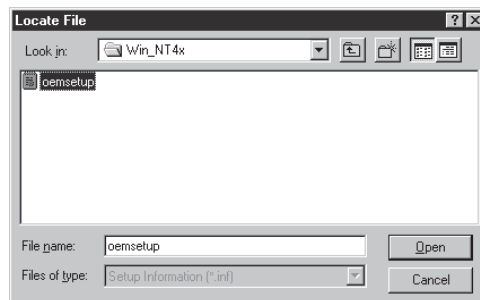 Locate File
Look in: Win_NT4x
oemsetup
File name: oemsetup Open
Files of type: Setup Information (*.inf) Cancel